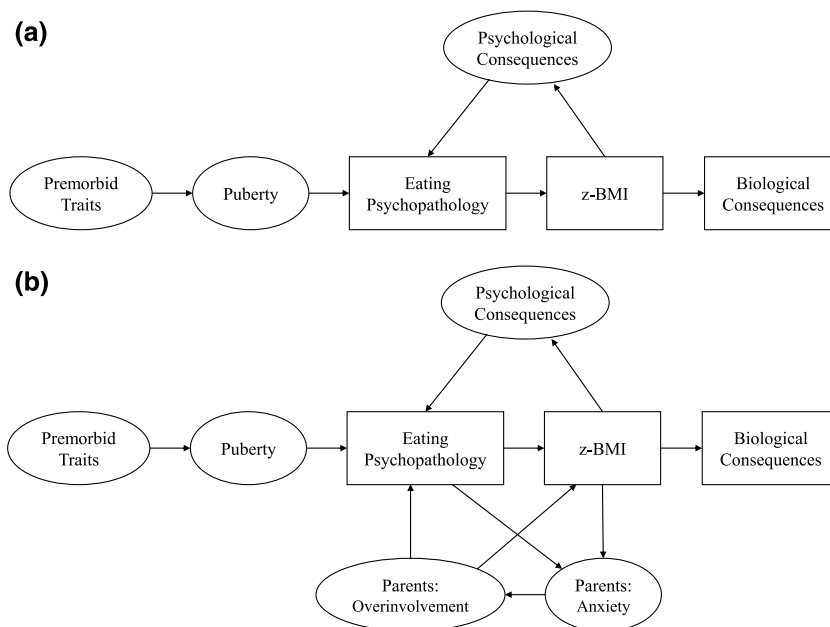 (a)
Psychological
Consequences
Premorbid
Traits
Puberty
Eating
Psychopathology
z-BMI
Biological
Consequences
(b)
Psychological
Consequences
Premorbid
Traits
Puberty
Eating
Psychopathology
z-BMI
Biological
Consequences
Parents:
Overinvolvement
Parents:
Anxiety